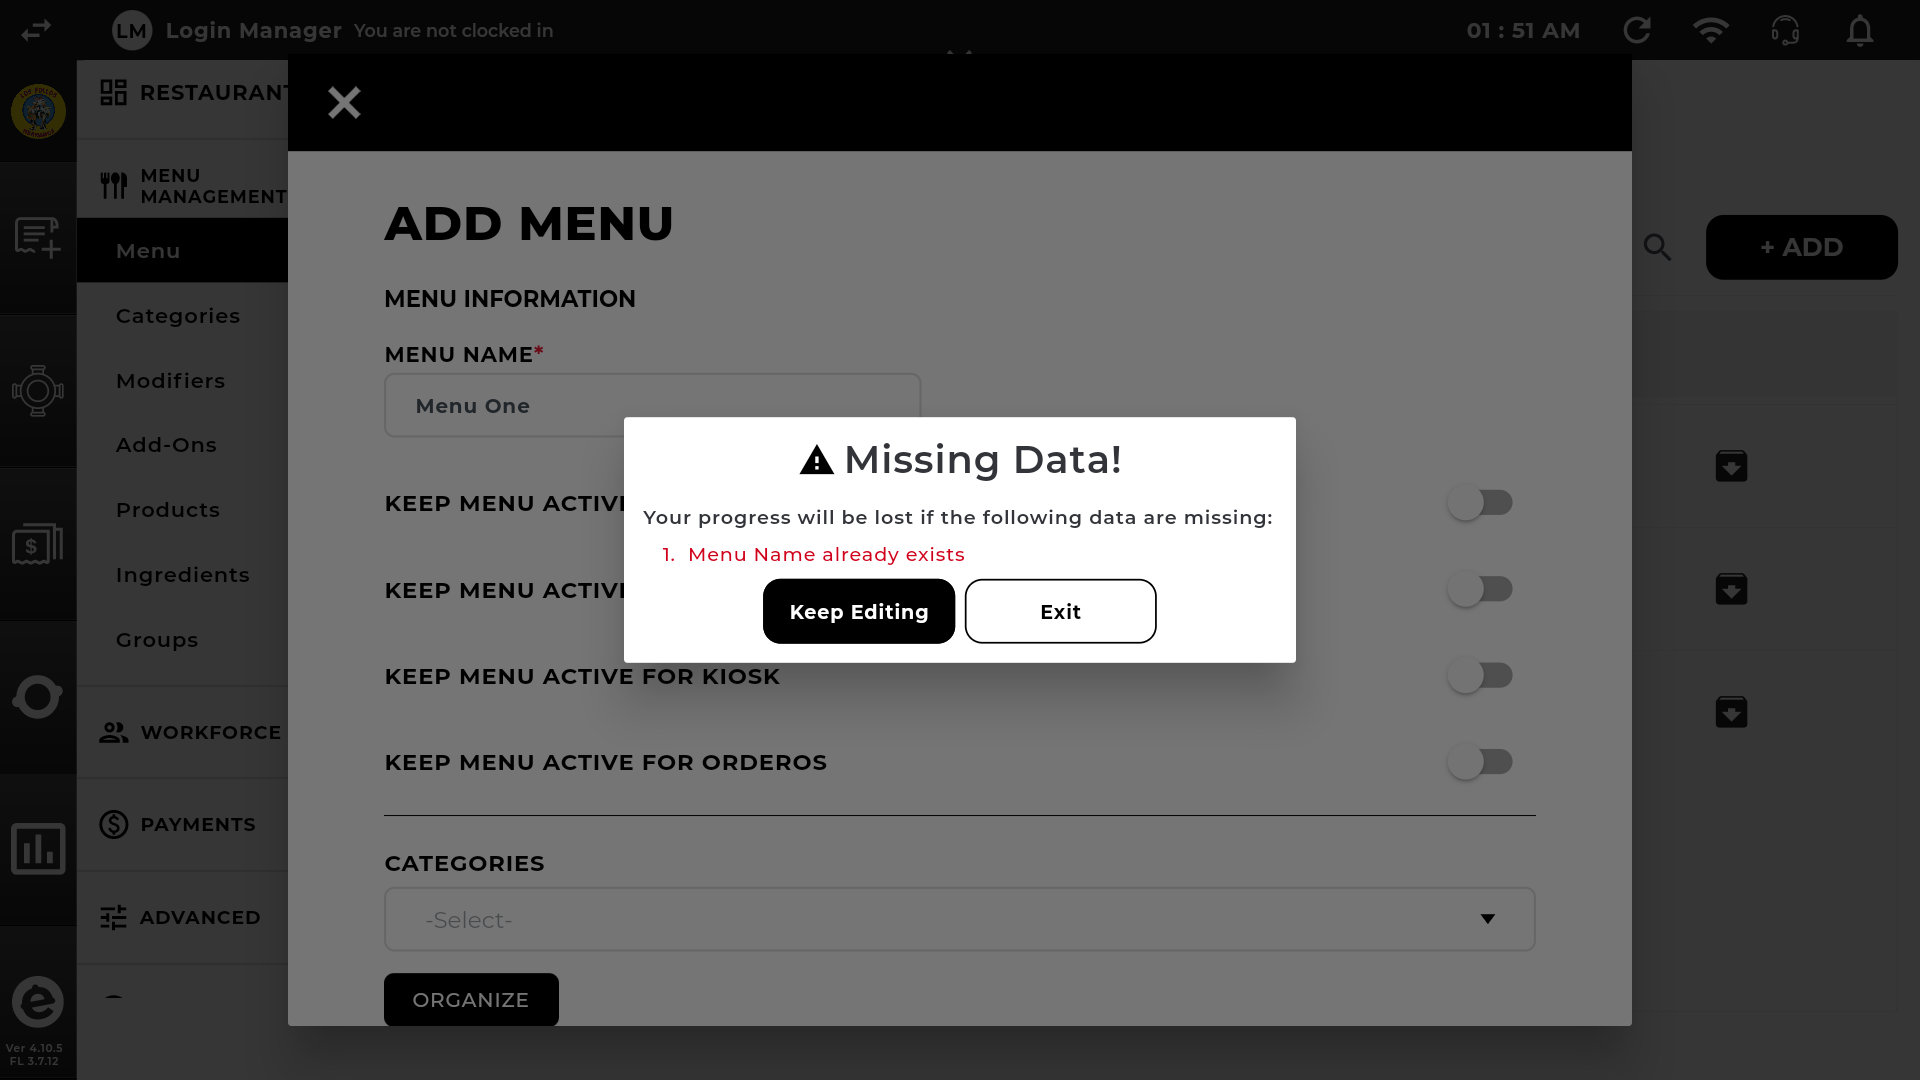 LM Login Manager You are not clocked in 01 : 51 AM
RESTAURANT
MENU
MANAGEMENT
Menu
Categories
Modifiers
Add-Ons
Products
Ingredients
Groups
WORKFORCE
PAYMENTS
ADVANCED
Ver 4.10.5
FL 3.7.12
+ ADD
ADD MENU
MENU INFORMATION
MENU NAME*
Menu One
KEEP MENU ACTIVE
KEEP MENU ACTIVE
KEEP MENU ACTIVE FOR KIOSK
KEEP MENU ACTIVE FOR ORDEROS
CATEGORIES
-Select-
ORGANIZE
Missing Data!
Your progress will be lost if the following data are missing:
1. Menu Name already exists
Keep Editing Exit